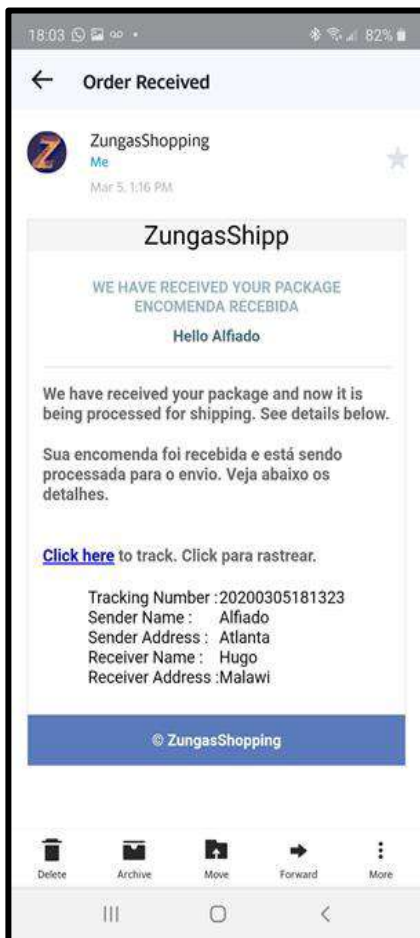 18:03
82%
Order Received
Z
ZungasShopping
Me
Mar 5, 1:16 PM
ZungasShipp
WE HAVE RECEIVED YOUR PACKAGE
ENCOMENDA RECEBIDA
Hello Alfiado
We have received your package and now it is
being processed for shipping. See details below.
Sua encomenda foi recebida e está sendo
processada para o envio. Veja abaixo os
detalhes.
Click here to track. Click para rastrear.
Tracking Number :20200305181323
Sender Name : Alfiado
Sender Address : Atlanta
Receiver Name : Hugo
Receiver Address :Malawi
© ZungasShopping
Delete Archive Move Forward More